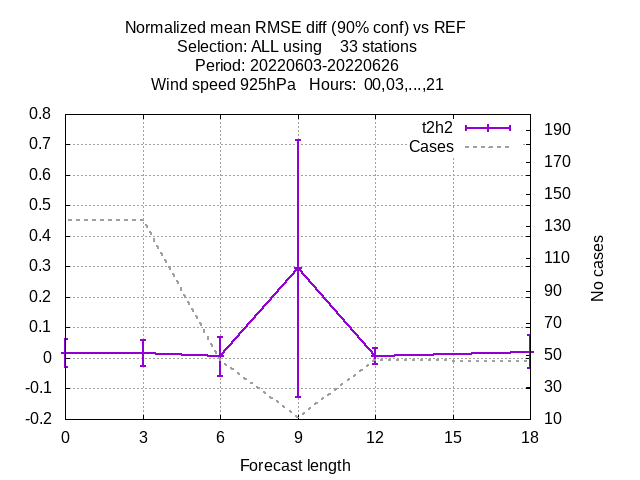 Normalized mean RMSE diff (90% conf) vs REF
Selection: ALL using    33 stations
Period: 20220603-20220626
Wind speed 925hPa   Hours:  00,03,...,21
t2h2
Cases
0.8
0.7
0.6
0.5
0.4
0.3
0.2
0.1
0
-0.1
-0.2
190
170
150
130
110
90
70
50
30
10
No cases
0 3 6 9 12 15 18
Forecast length